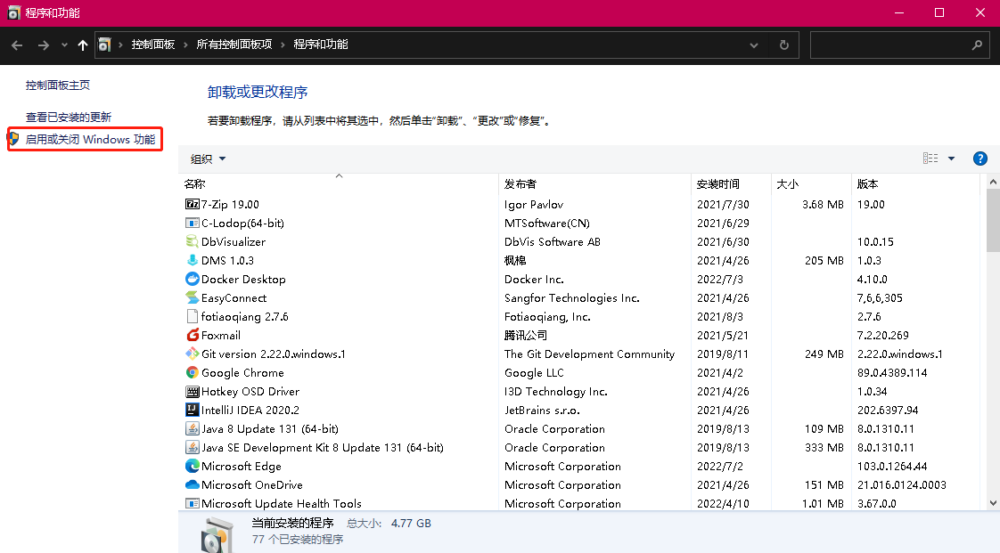 程序和功能
控制面板 › 所有控制面板项 › 程序和功能
控制面板主页
查看已安装的更新
启用或关闭 Windows 功能
卸载或更改程序
若要卸载程序，请从列表中将其选中，然后单击“卸载”、“更改”或“修复”。
组织
名称 发布者 安装时间 大小 版本
7-Zip 19.00 Igor Pavlov 2021/7/30 3.68 MB 19.00
C-Lodop(64-bit) MTSoftware(CN) 2021/6/29
DbVisualizer DbVis Software AB 2021/6/30 10.0.15
DMS 1.0.3 枫棉 2021/4/26 205 MB 1.0.3
Docker Desktop Docker Inc. 2022/7/3 4.10.0
EasyConnect Sangfor Technologies Inc. 2021/4/26 7,6,6,305
fotiaoqiang 2.7.6 Fotiaoqiang, Inc. 2021/8/3 2.7.6
Foxmail 腾讯公司 2021/5/21 7.2.20.269
Git version 2.22.0.windows.1 The Git Development Community 2019/8/11 249 MB 2.22.0.windows.1
Google Chrome Google LLC 2021/4/2 89.0.4389.114
Hotkey OSD Driver I3D Technology Inc. 2021/4/26 1.0.34
IntelliJ IDEA 2020.2 JetBrains s.r.o. 2021/4/26 202.6397.94
Java 8 Update 131 (64-bit) Oracle Corporation 2019/8/13 109 MB 8.0.1310.11
Java SE Development Kit 8 Update 131 (64-bit) Oracle Corporation 2019/8/13 333 MB 8.0.1310.11
Microsoft Edge Microsoft Corporation 2022/7/2 103.0.1264.44
Microsoft OneDrive Microsoft Corporation 2021/4/26 151 MB 21.016.0124.0003
Microsoft Update Health Tools Microsoft Corporation 2022/4/10 1.01 MB 3.67.0.0
当前安装的程序 总大小: 4.77 GB
77 个已安装的程序